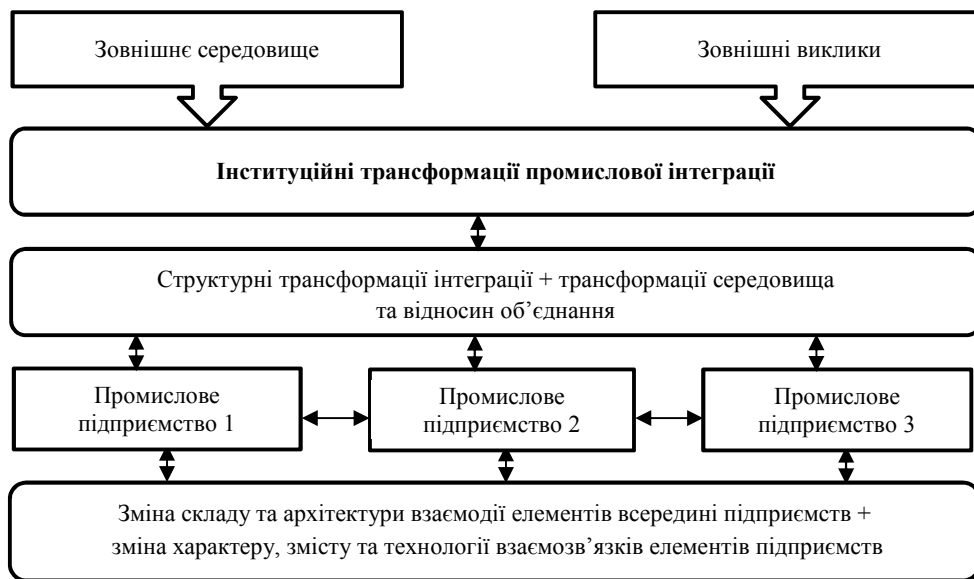 Зовнішнє середовище
Зовнішні виклики
Інституційні трансформації промислової інтеграції
Структурні трансформації інтеграції + трансформації середовища
та відносин об’єднання
Промислове
підприємство 1
Промислове
підприємство 2
Промислове
підприємство 3
Зміна складу та архітектури взаємодії елементів всередині підприємств +
зміна характеру, змісту та технології взаємозв’язків елементів підприємств